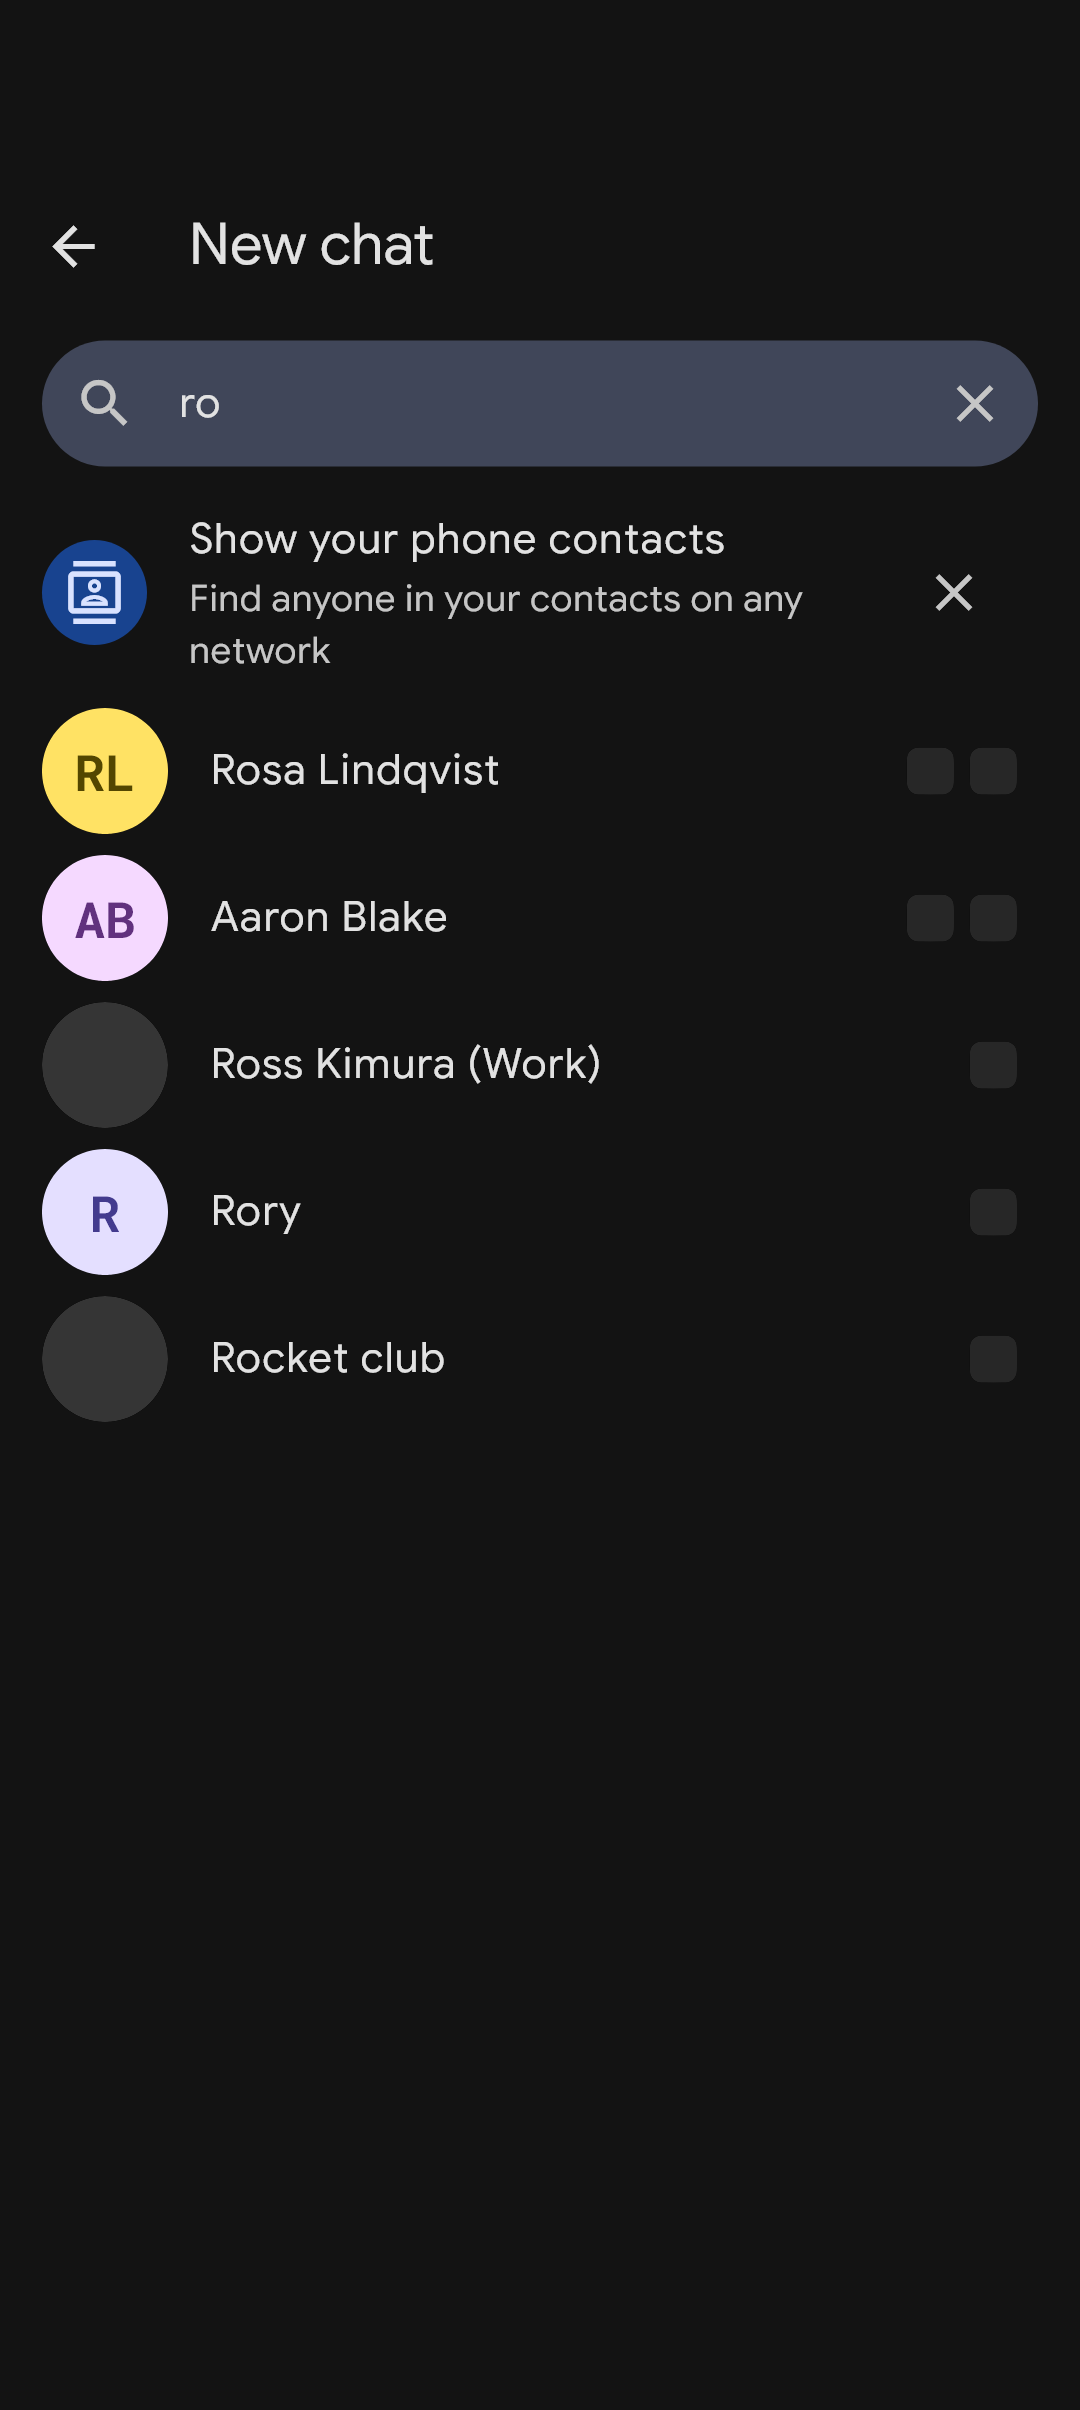 New chat
ro
Show your phone contacts
Find anyone in your contacts on any
network
RL
Rosa Lindqvist
AB
Aaron Blake
Ross Kimura (Work)
R
Rory
Rocket club